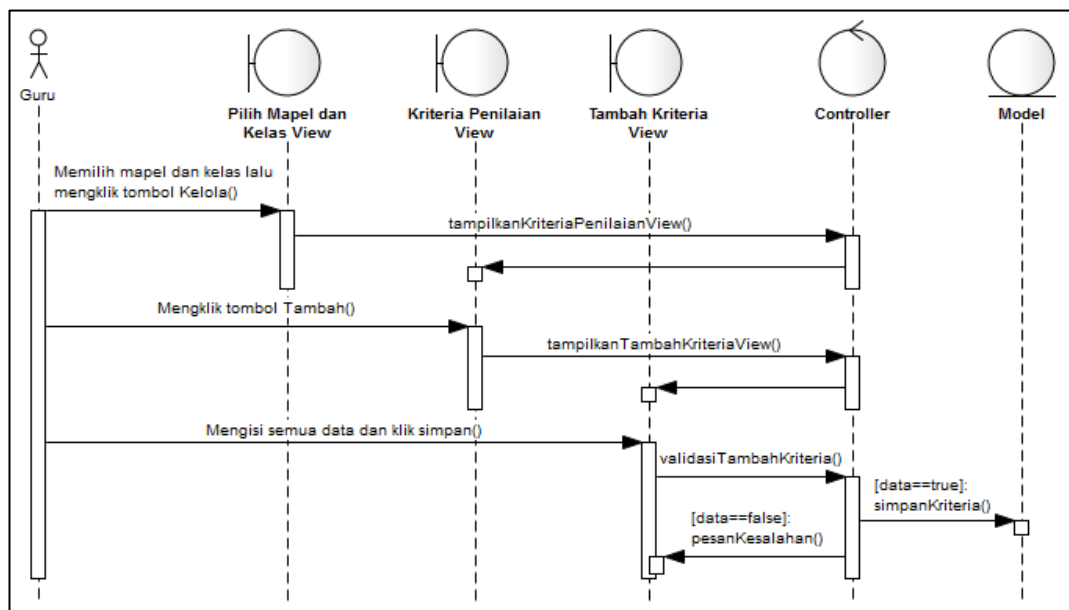 Guru
Pilih Mapel dan
Kelas View
Kriteria Penilaian
View
Tambah Kriteria
View
Controller
Model
Memilih mapel dan kelas lalu
mengklik tombol Kelola()
tampilkanKriteriaPenilaianView()
Mengklik tombol Tambah()
tampilkanTambahKriteriaView()
Mengisi semua data dan klik simpan()
validasiTambahKriteria()
[data==true]:
simpanKriteria()
[data==false]:
pesanKesalahan()